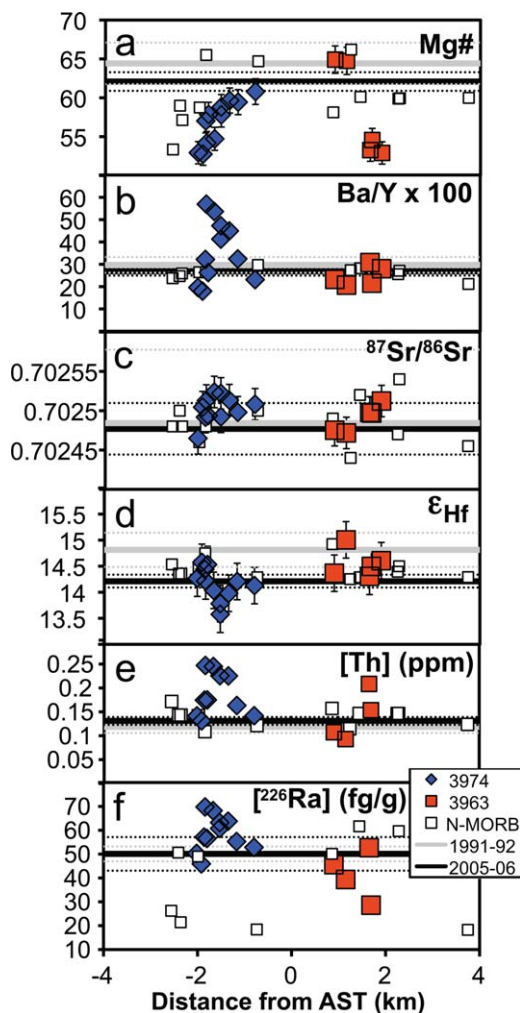 a
Mg#
70
65
60
55
b
Ba/Y x 100
60
50
40
30
20
10
c
87Sr/86Sr
0.70255
0.7025
0.70245
d
εHf
15.5
15
14.5
14
13.5
e
[Th] (ppm)
0.25
0.2
0.15
0.1
0.05
f
[226Ra] (fg/g)
70
60
50
40
30
20
10
3974
3963
N-MORB
1991-92
2005-06
-4 -2 0 2 4
Distance from AST (km)